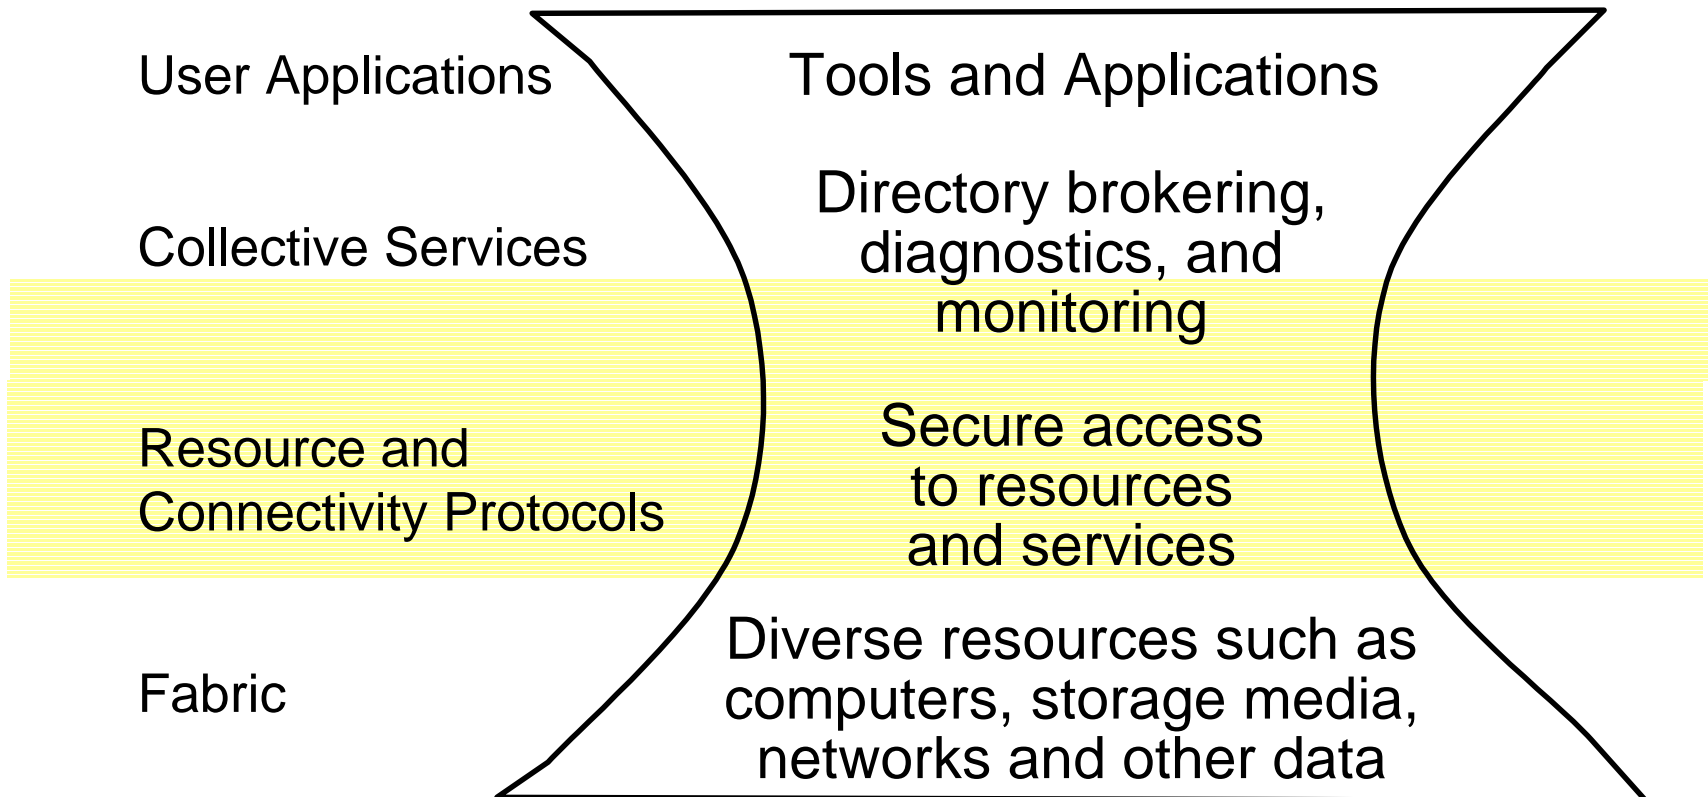 User Applications
Tools and Applications
Collective Services
Directory brokering,
diagnostics, and
monitoring
Resource and
Connectivity Protocols
Secure access
to resources
and services
Fabric
Diverse resources such as
computers, storage media,
networks and other data